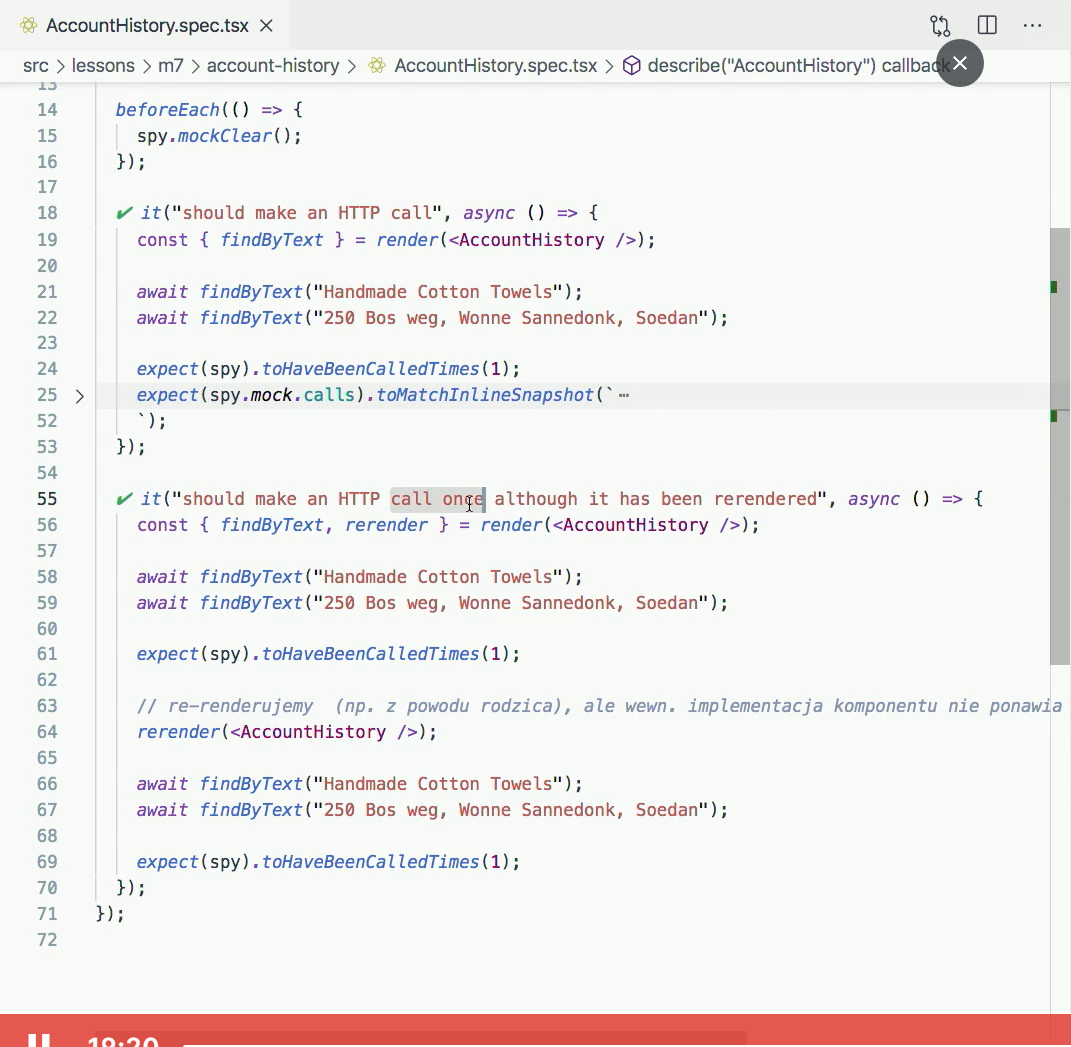 AccountHistory.spec.tsx
src > lessons > m7 > account-history > AccountHistory.spec.tsx > describe("AccountHistory") callback
13
14 beforeEach(() => {
15 spy.mockClear();
16 });
17
18 ✔ it("should make an HTTP call", async () => {
19 const { findByText } = render(<AccountHistory />);
20
21 await findByText("Handmade Cotton Towels");
22 await findByText("250 Bos weg, Wonne Sannedonk, Soedan");
23
24 expect(spy).toHaveBeenCalledTimes(1);
25 > expect(spy.mock.calls).toMatchInlineSnapshot(` ⋯
52 `);
53 });
54
55 ✔ it("should make an HTTP call once although it has been rerendered", async () => {
56 const { findByText, rerender } = render(<AccountHistory />);
57
58 await findByText("Handmade Cotton Towels");
59 await findByText("250 Bos weg, Wonne Sannedonk, Soedan");
60
61 expect(spy).toHaveBeenCalledTimes(1);
62
63 // re-renderujemy  (np. z powodu rodzica), ale wewn. implementacja komponentu nie ponawia
64 rerender(<AccountHistory />);
65
66 await findByText("Handmade Cotton Towels");
67 await findByText("250 Bos weg, Wonne Sannedonk, Soedan");
68
69 expect(spy).toHaveBeenCalledTimes(1);
70 });
71 });
72
18:20